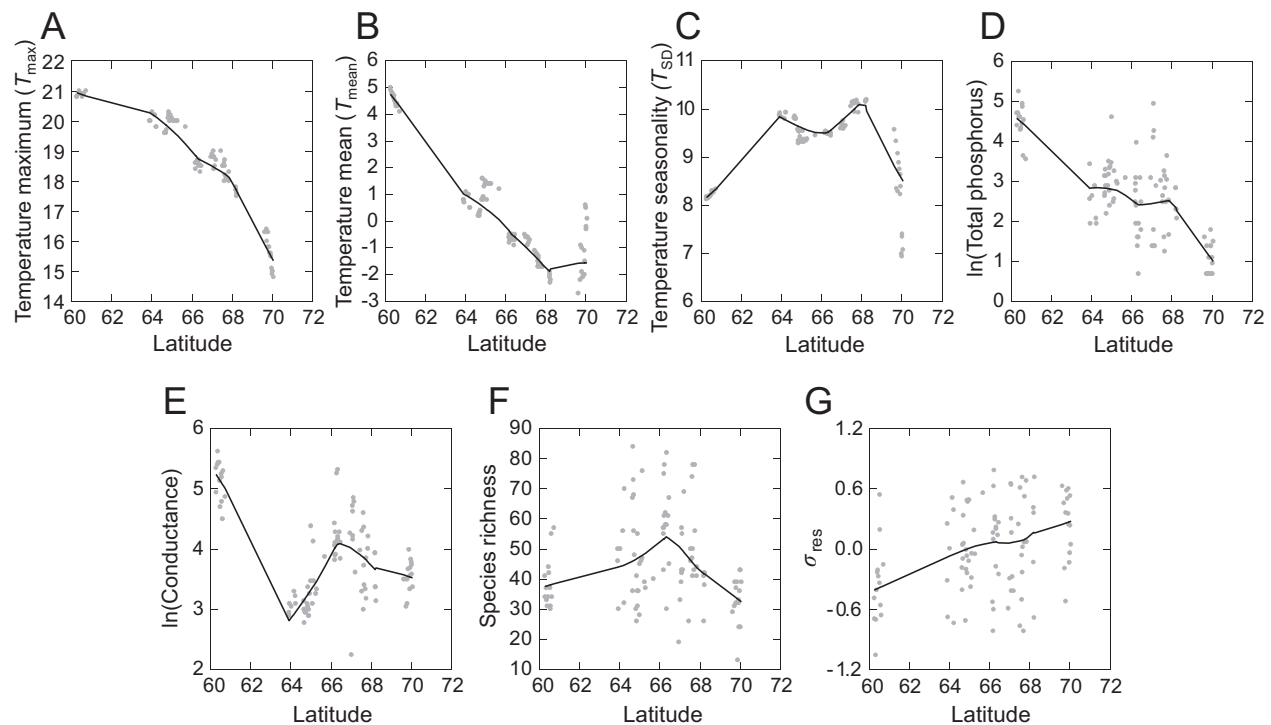 A
Temperature maximum (Tmax)
22
21
20
19
18
17
16
15
14
60 62 64 66 68 70 72
Latitude
B
Temperature mean (Tmean)
6
5
4
3
2
1
0
-1
-2
-3
60 62 64 66 68 70 72
Latitude
C
Temperature seasonality (TSD)
11
10
9
8
7
6
60 62 64 66 68 70 72
Latitude
D
ln(Total phosphorus)
6
5
4
3
2
1
0
60 62 64 66 68 70 72
Latitude
E
ln(Conductance)
6
5
4
3
2
60 62 64 66 68 70 72
Latitude
F
Species richness
90
80
70
60
50
40
30
20
10
60 62 64 66 68 70 72
Latitude
G
σres
1.2
0.6
0.0
-0.6
-1.2
60 62 64 66 68 70 72
Latitude